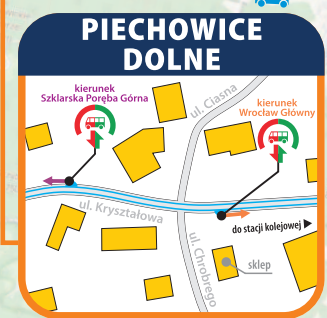 PIECHOWICE
DOLNE
kierunek
Szklarska Poręba Górna
ul. Ciasna
kierunek
Wrocław Główny
ul. Kryształowa
do stacji kolejowej
ul. Chrobrego
sklep